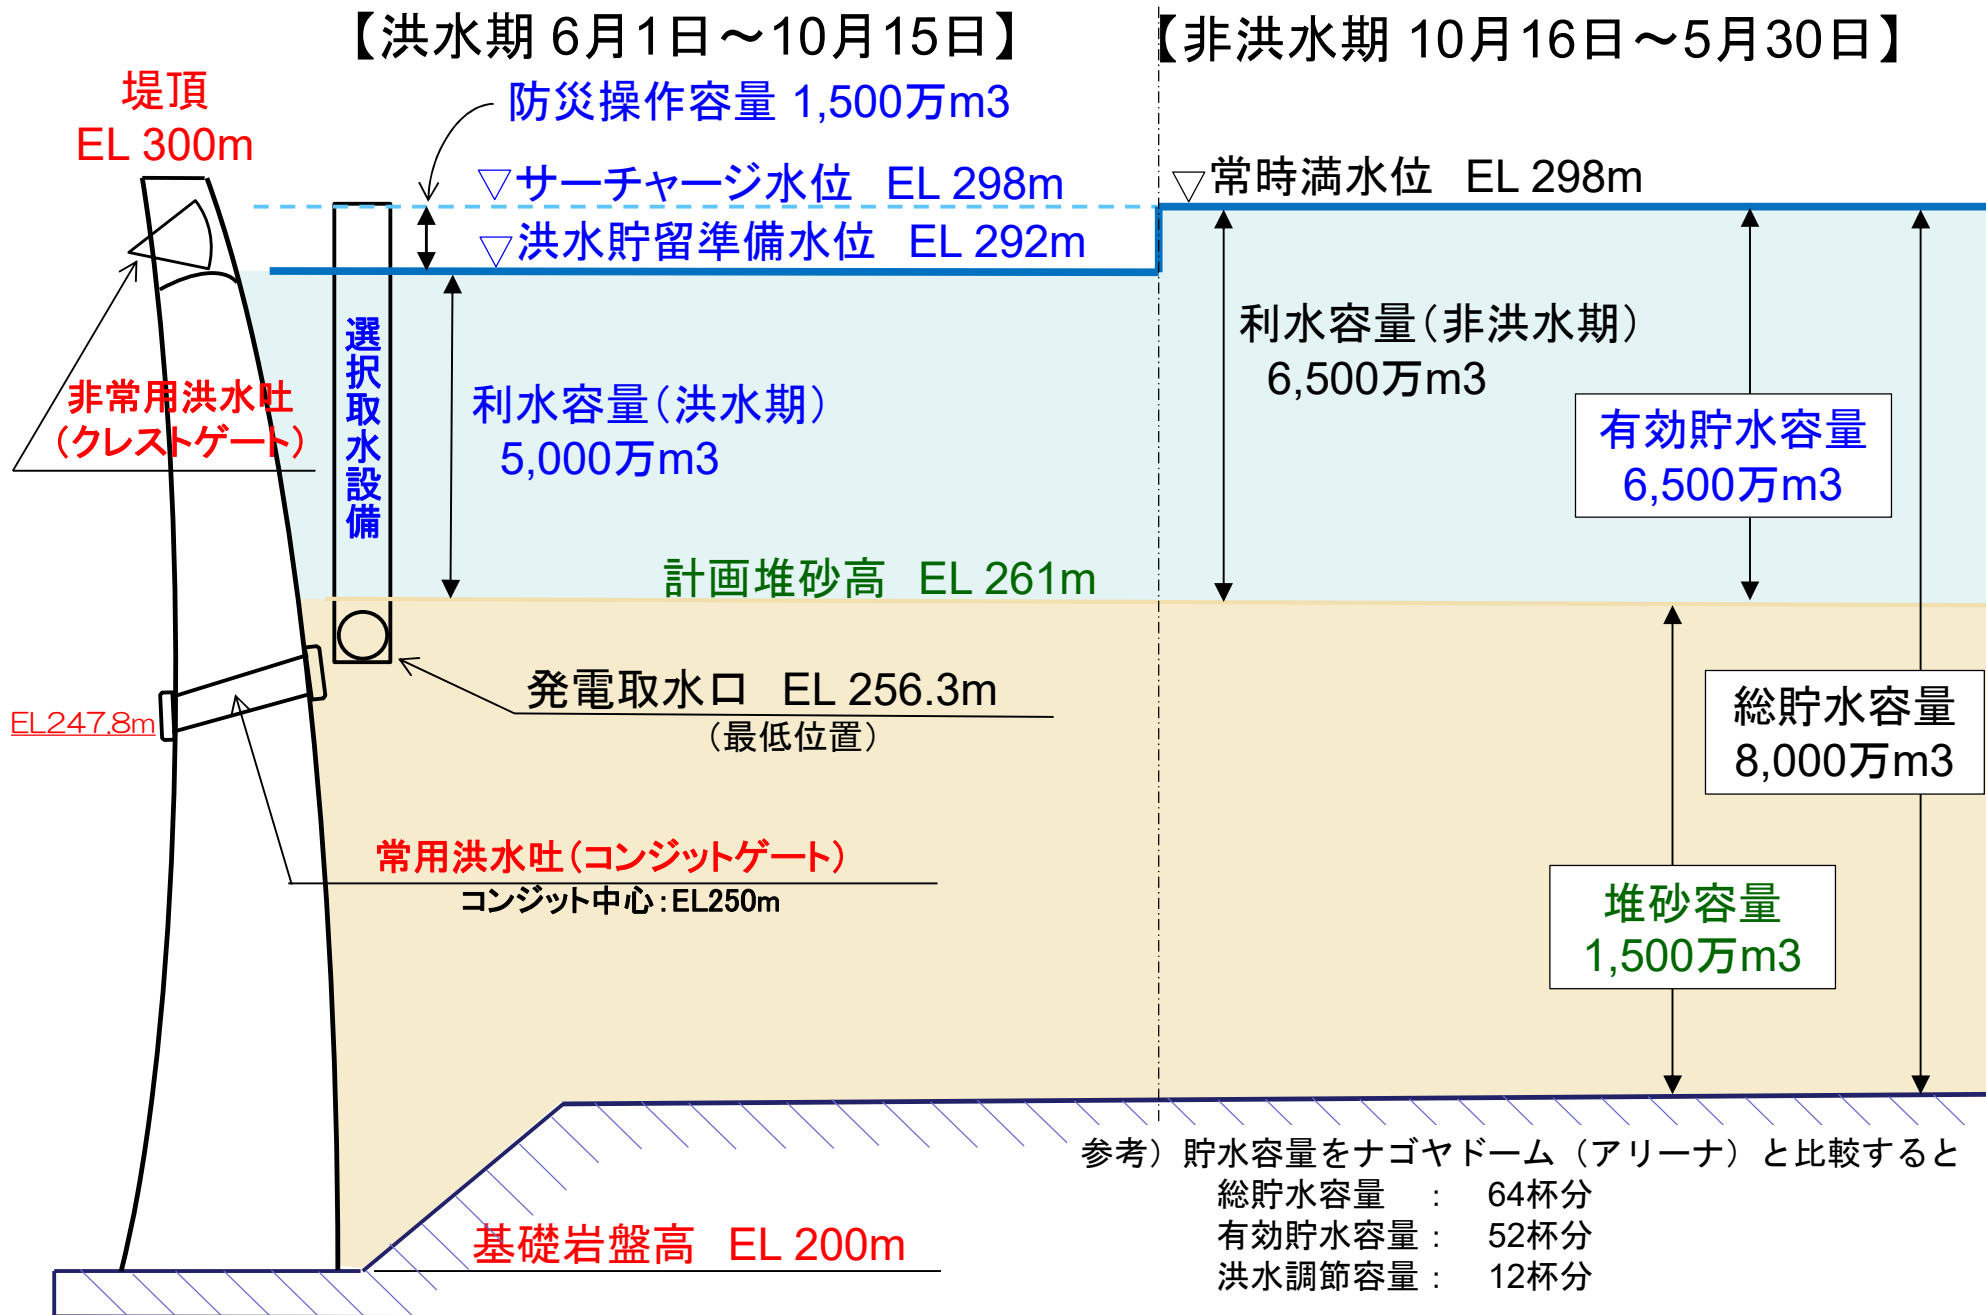 【洪水期 6月1日～10月15日】
【非洪水期 10月16日～5月30日】
堤頂
EL 300m
防災操作容量 1,500万m3
▽サーチャージ水位 EL 298m
▽常時満水位 EL 298m
▽洪水貯留準備水位 EL 292m
選択取水設備
利水容量(非洪水期)
6,500万m3
非常用洪水吐
(クレストゲート)
利水容量(洪水期)
5,000万m3
有効貯水容量
6,500万m3
計画堆砂高 EL 261m
発電取水口 EL 256.3m
(最低位置)
EL247.8m
総貯水容量
8,000万m3
常用洪水吐(コンジットゲート)
コンジット中心:EL250m
堆砂容量
1,500万m3
参考）貯水容量をナゴヤドーム（アリーナ）と比較すると
総貯水容量 ： 64杯分
有効貯水容量： 52杯分
洪水調節容量： 12杯分
基礎岩盤高 EL 200m